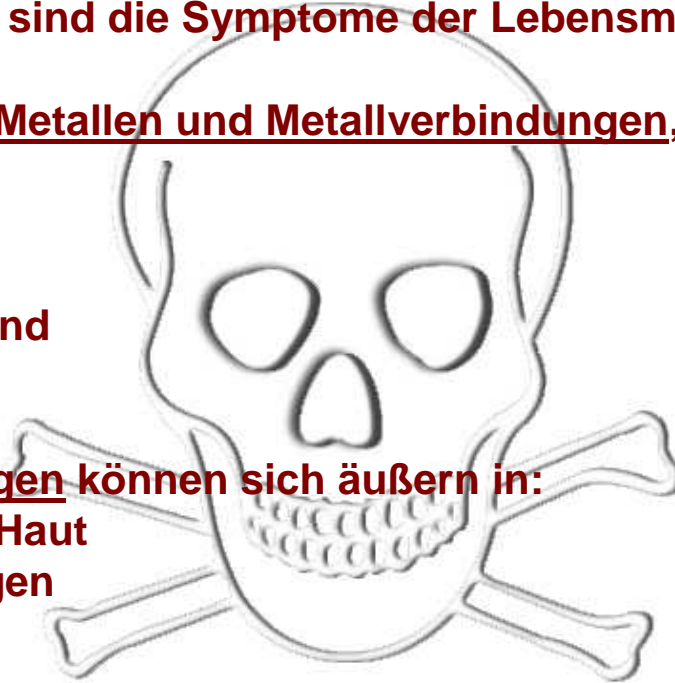 sind die Symptome der Lebensm
Metallen und Metallverbindungen,
nd
gen können sich äußern in:
Haut
gen